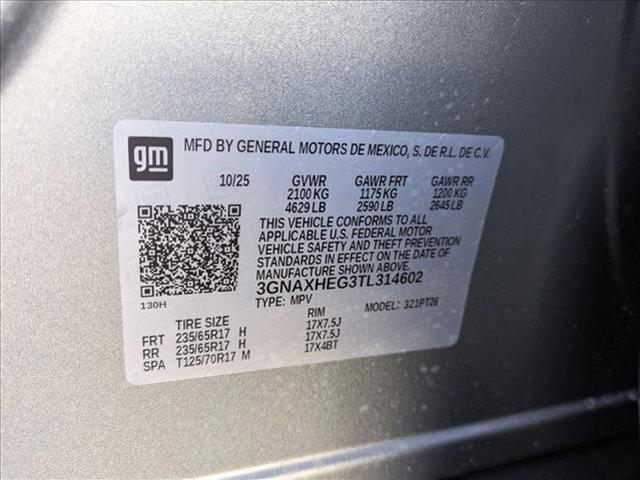 gm
MFD BY GENERAL MOTORS DE MEXICO, S. DE R.L. DE C.V.
10/25 GVWR GAWR FRT GAWR RR
2100 KG 1175 KG 1200 KG
4629 LB 2590 LB 2645 LB
THIS VEHICLE CONFORMS TO ALL
APPLICABLE U.S. FEDERAL MOTOR
VEHICLE SAFETY AND THEFT PREVENTION
STANDARDS IN EFFECT ON THE DATE OF
MANUFACTURE SHOWN ABOVE.
3GNAXHEG3TL314602
130H
TYPE: MPV MODEL: 321PT26
TIRE SIZE RIM
FRT 235/65R17 H 17X7.5J
RR 235/65R17 H 17X7.5J
SPA T125/70R17 M 17X4BT